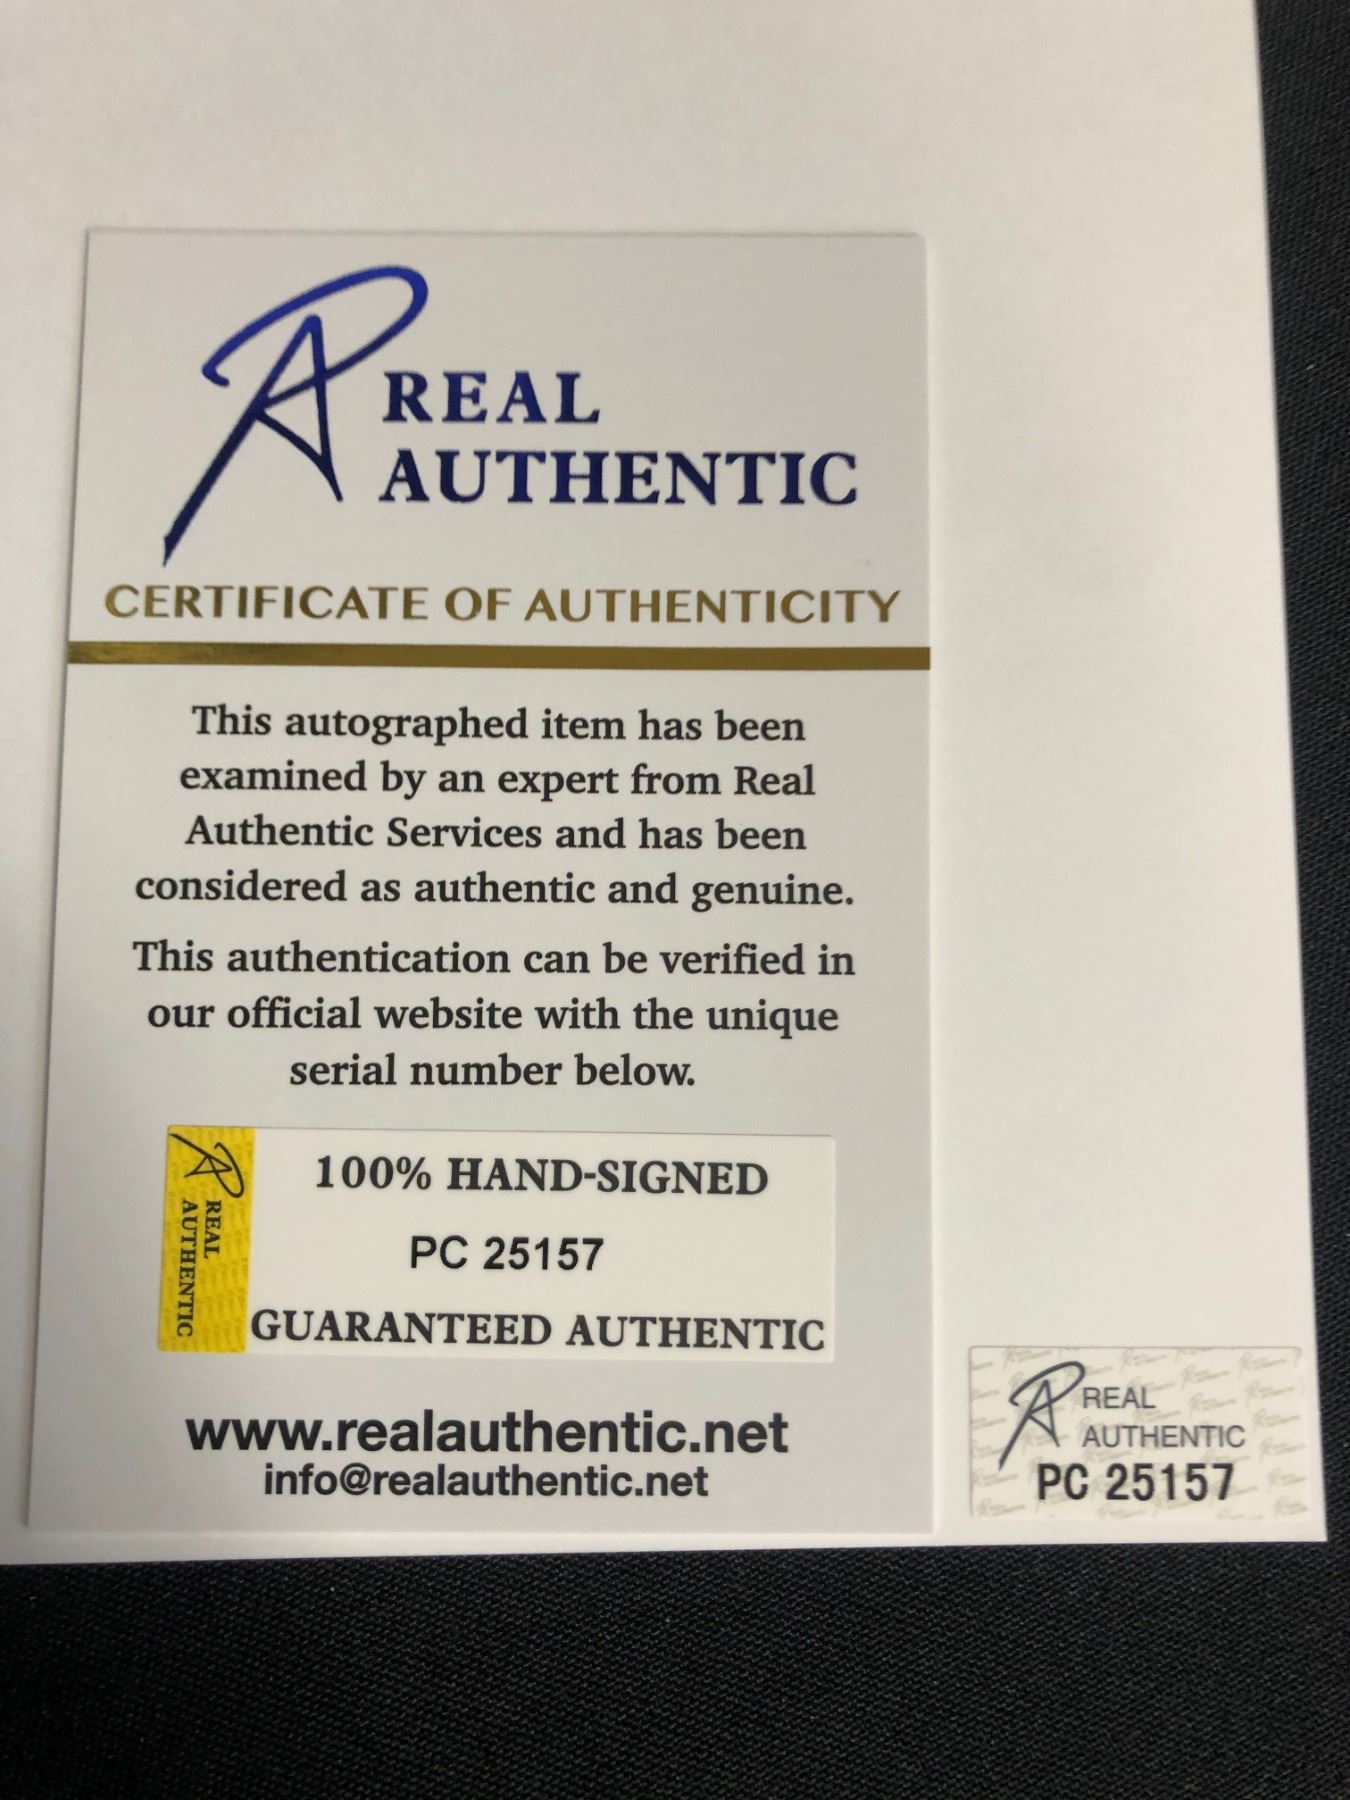 REAL
AUTHENTIC
CERTIFICATE OF AUTHENTICITY
This autographed item has been
examined by an expert from Real
Authentic Services and has been
considered as authentic and genuine.
This authentication can be verified in
our official website with the unique
serial number below.
REAL
AUTHENTIC
100% HAND-SIGNED
PC 25157
GUARANTEED AUTHENTIC
www.realauthentic.net
info@realauthentic.net
REAL
AUTHENTIC
PC 25157